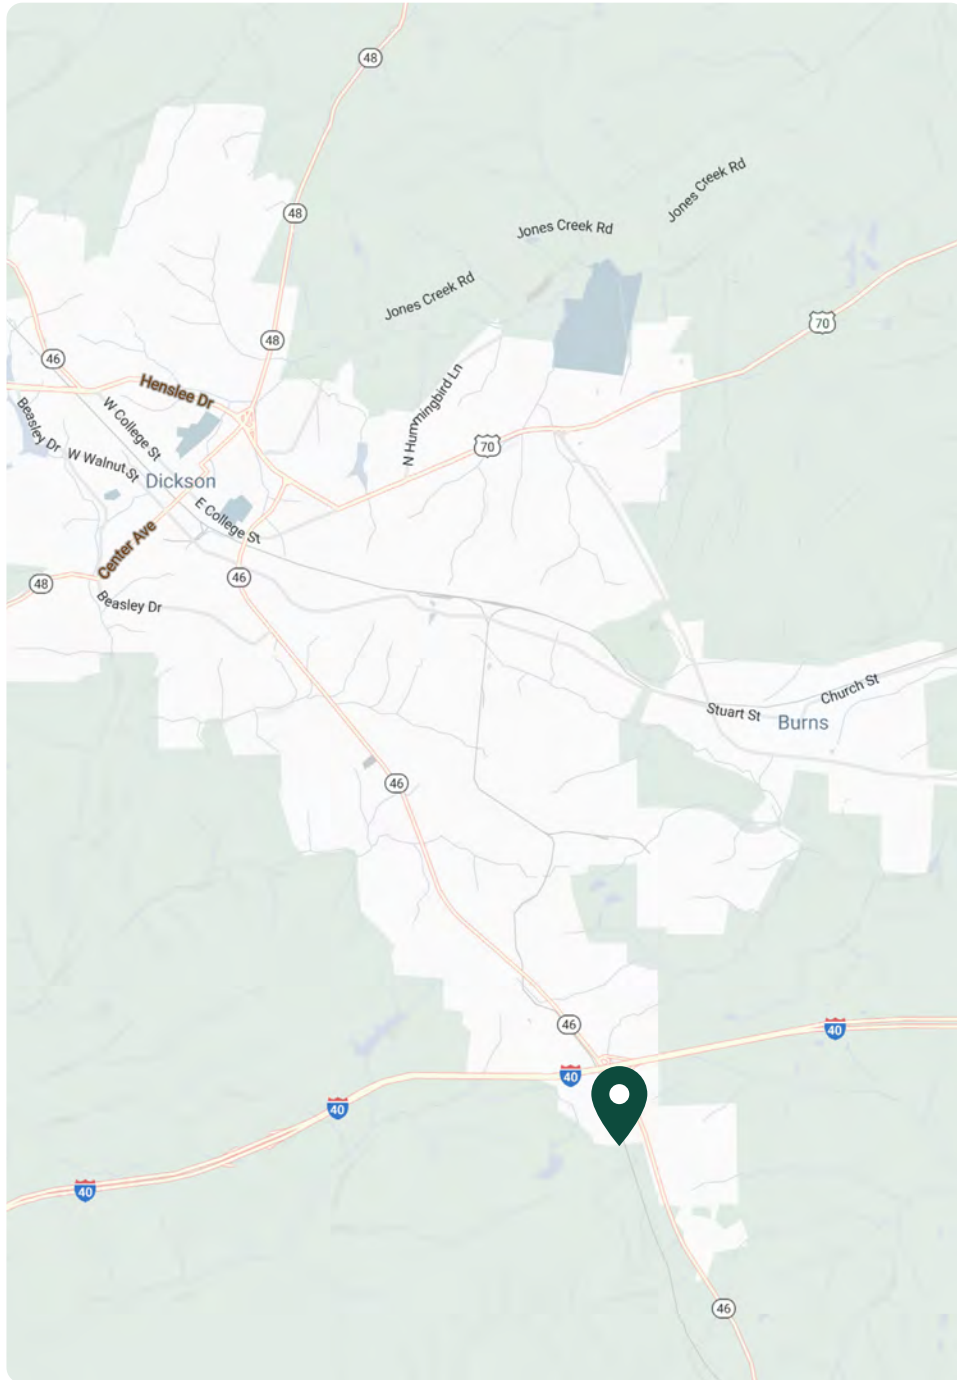 48
Jones Creek Rd
48
Jones Creek Rd
Jones Creek Rd
70
48
46
Henslee Dr
N Hummingbird Ln
Beasley Dr
W College St
70
W Walnut St
Dickson
E College St
Center Ave
48
46
Beasley Dr
Church St
Stuart St
Burns
46
46
40
40
40
40
46